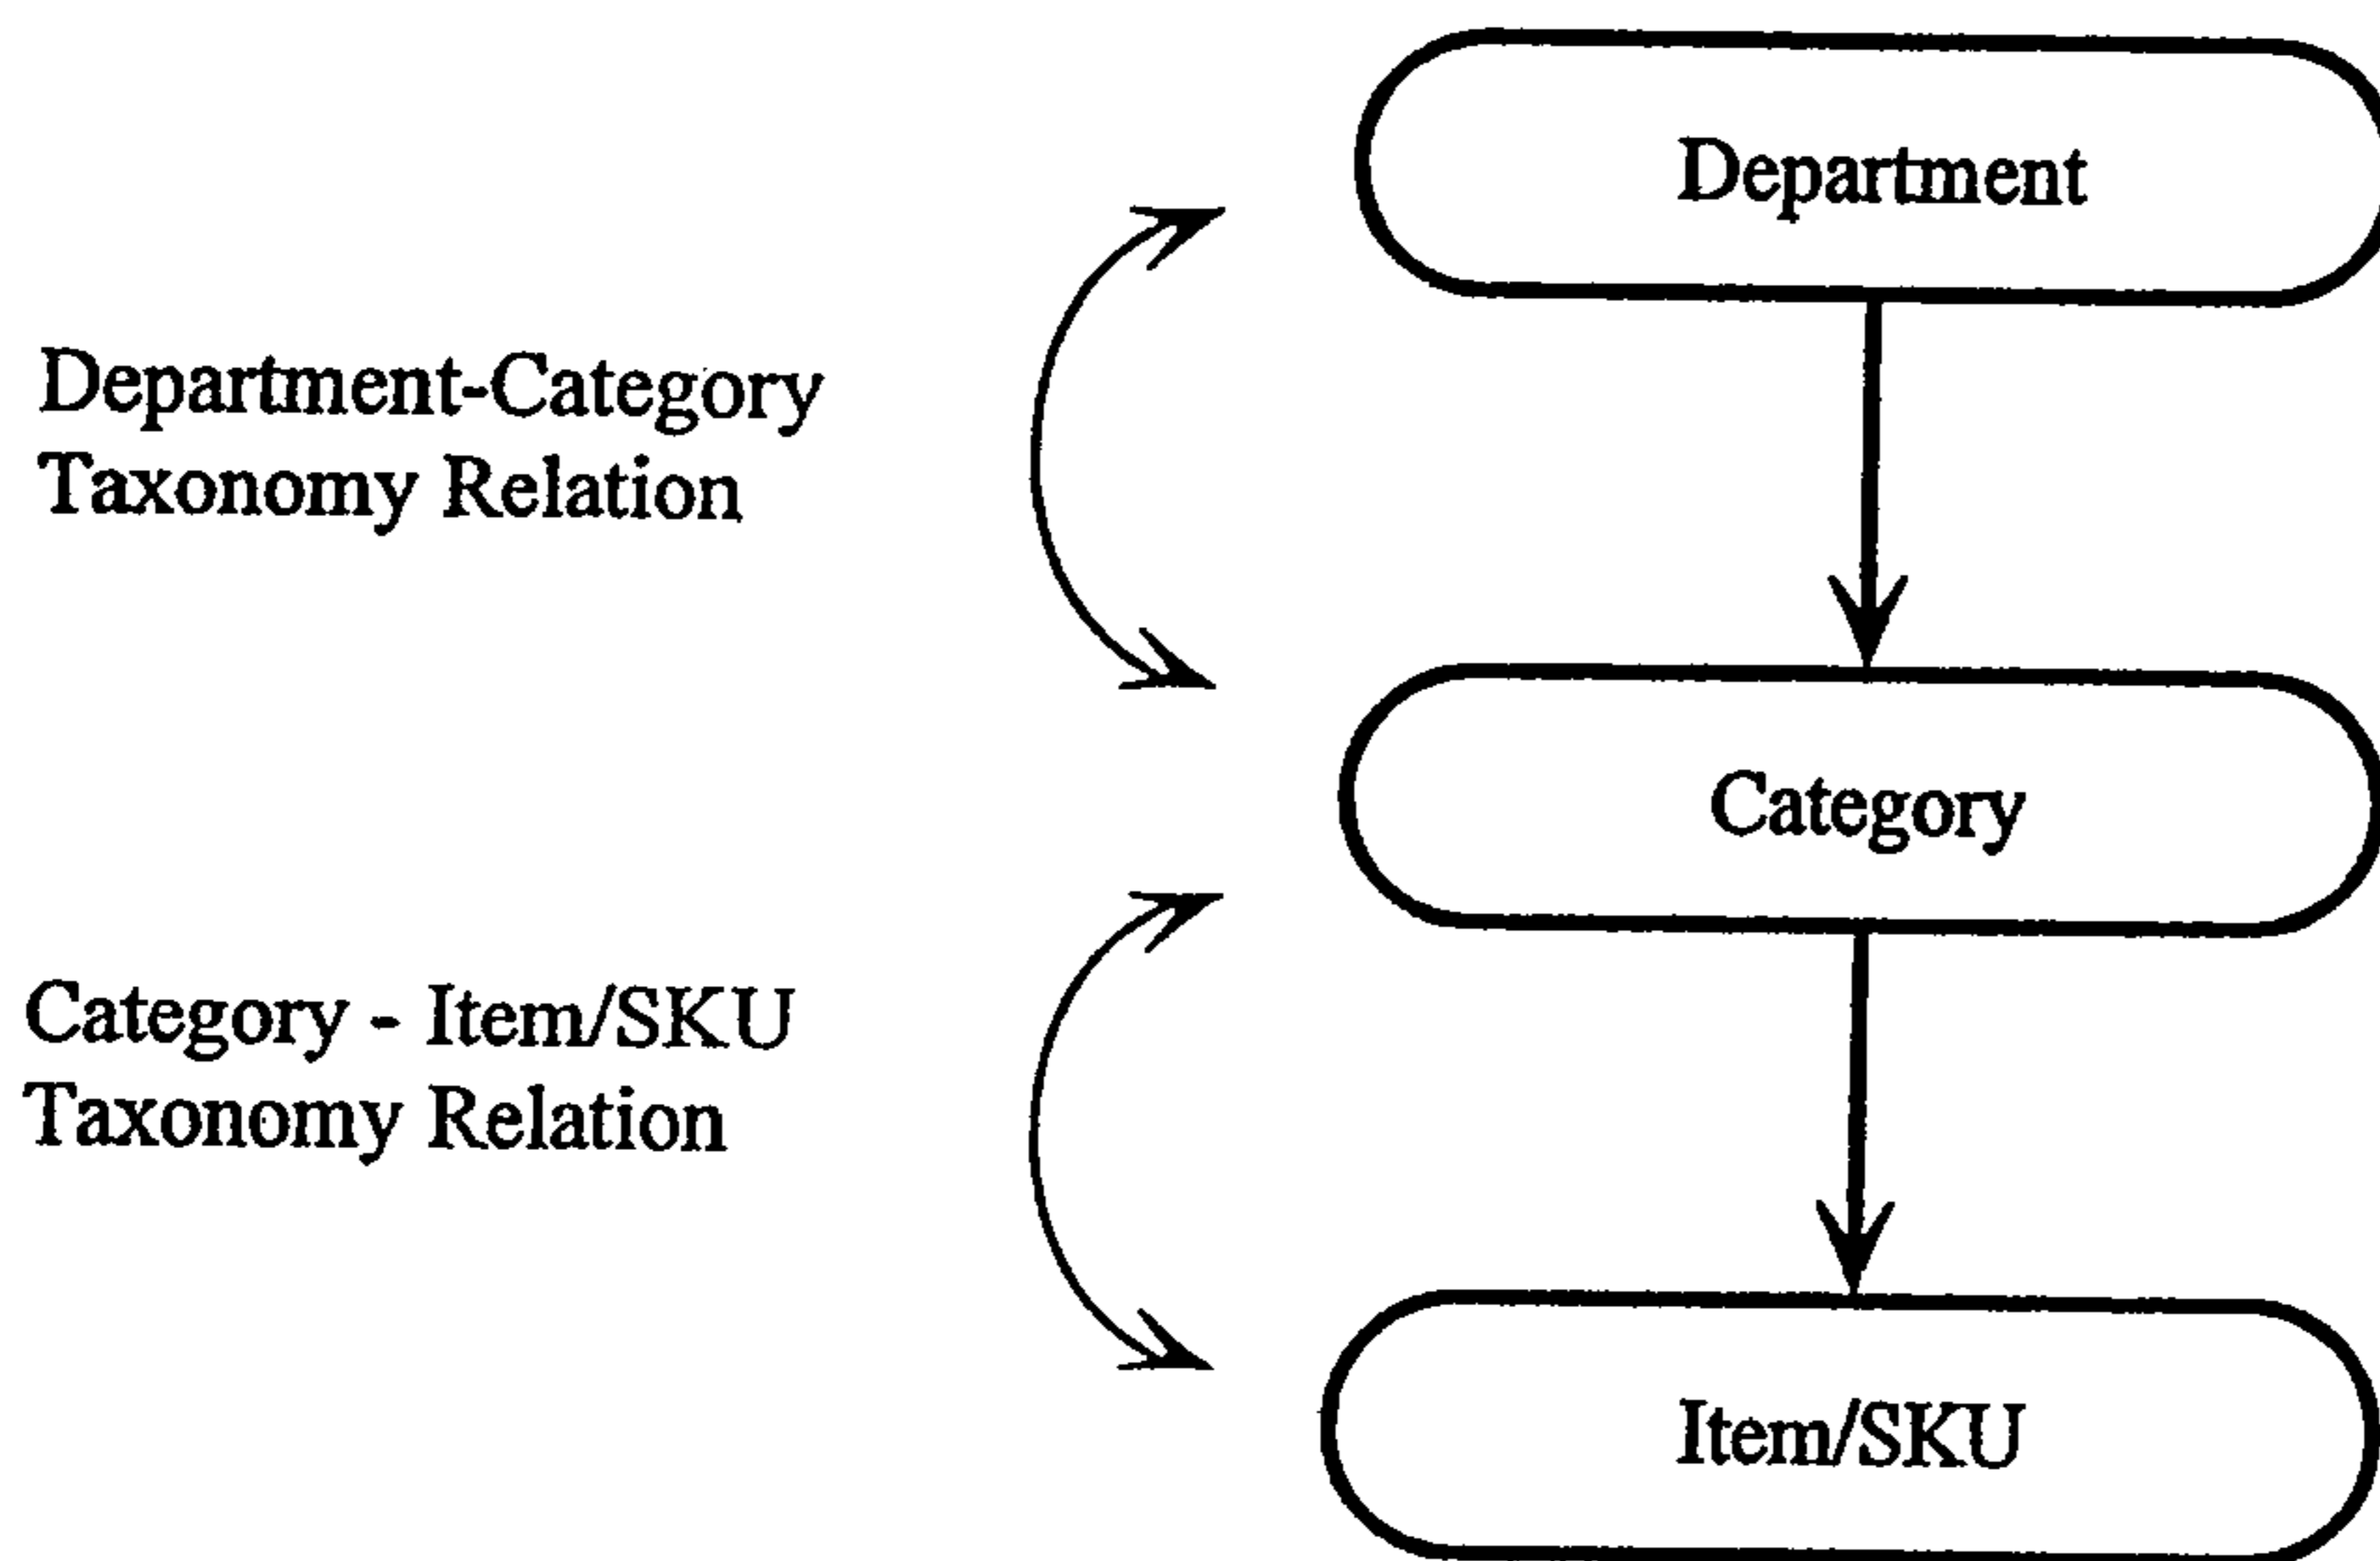 Department
Department-Category
Taxonomy Relation
Category
Category - Item/SKU
Taxonomy Relation
Item/SKU